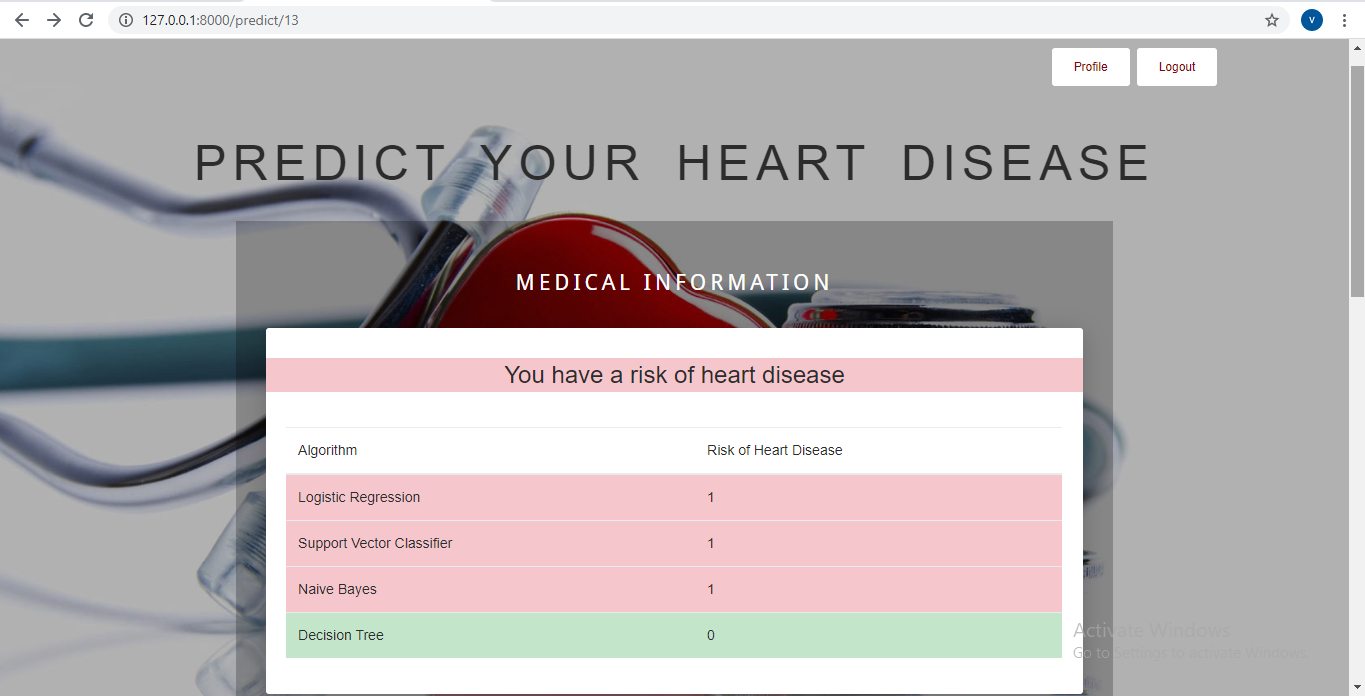 127.0.0.1:8000/predict/13
V
Profile Logout
PREDICT YOUR HEART DISEASE
MEDICAL INFORMATION
You have a risk of heart disease
Algorithm Risk of Heart Disease
Logistic Regression 1
Support Vector Classifier 1
Naive Bayes 1
Decision Tree 0
Activate Windows
Go to Settings to activate Windows.